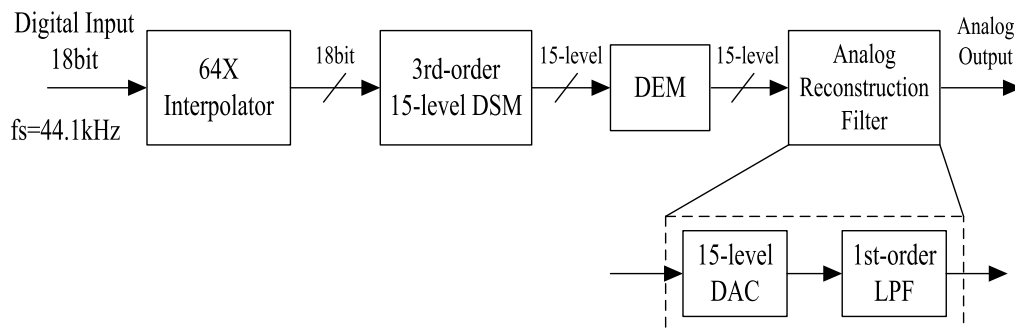 Digital Input
18bit
fs=44.1kHz
64X
Interpolator
18bit
3rd-order
15-level DSM
15-level
DEM
15-level
Analog
Reconstruction
Filter
Analog
Output
15-level
DAC
1st-order
LPF